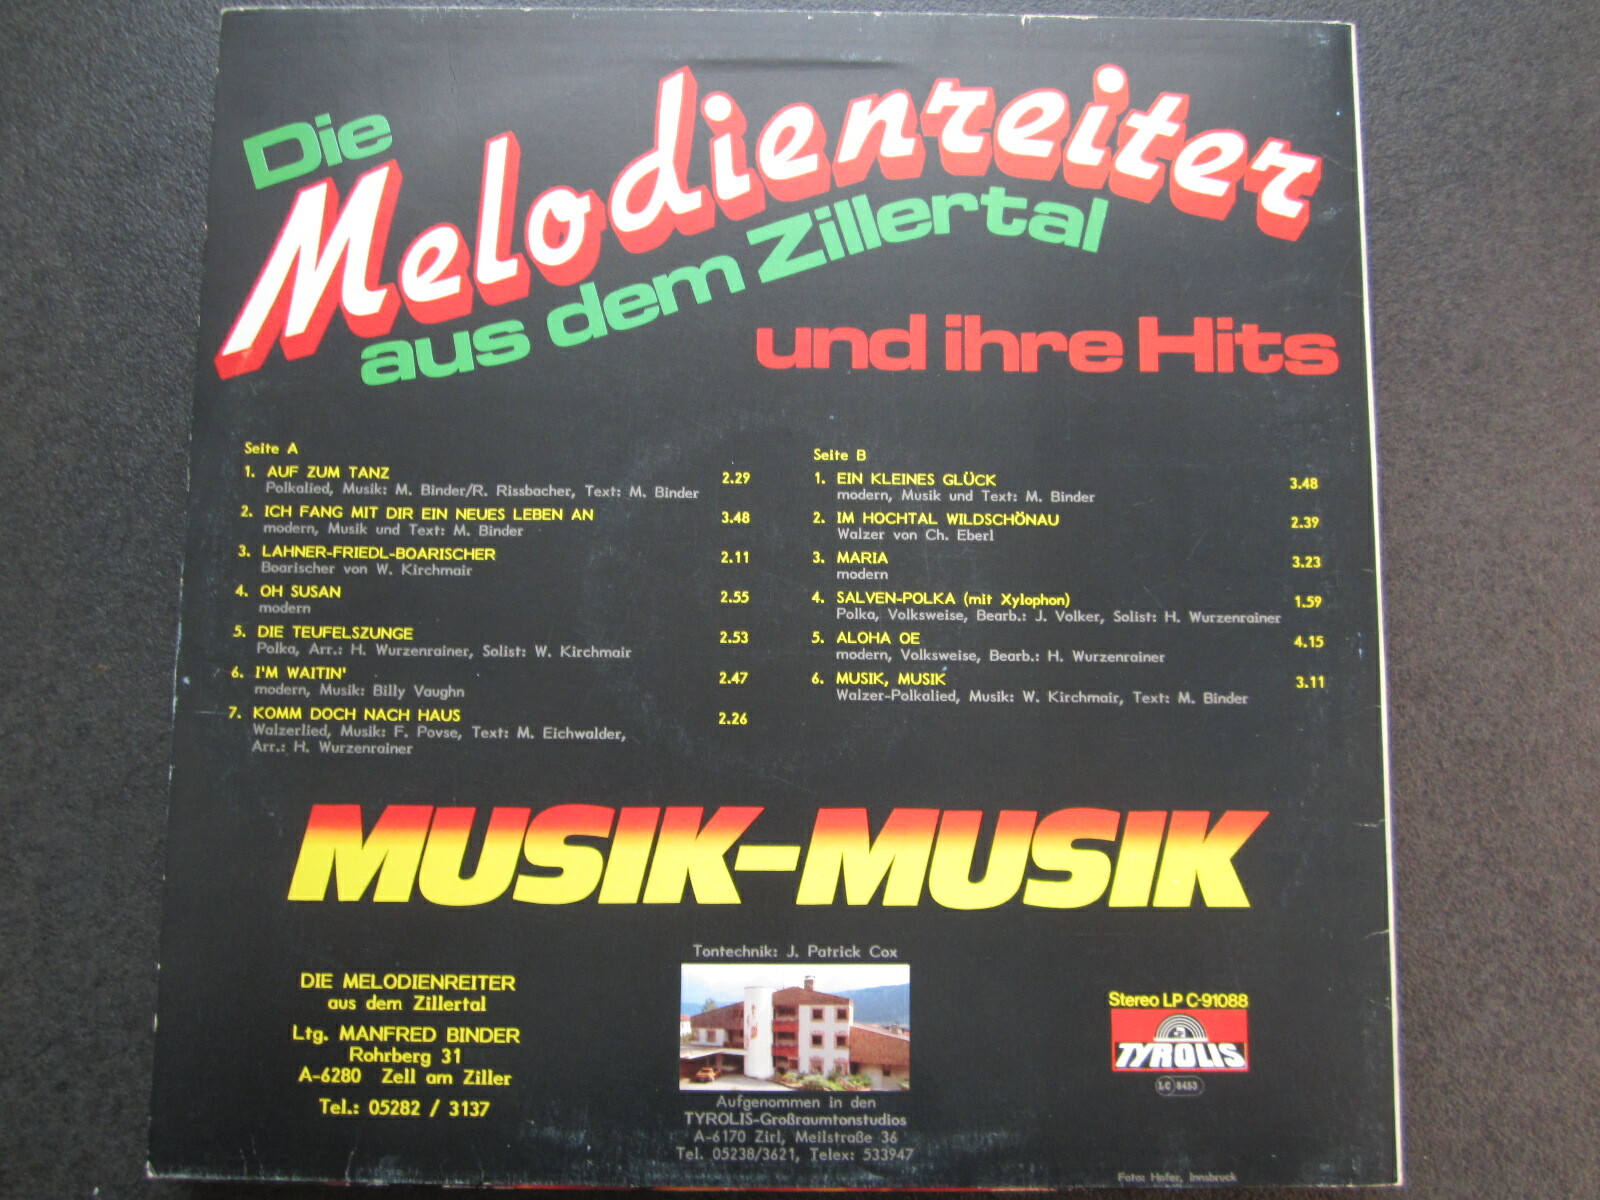 Die
Melodienreiter
aus dem Zillertal
und ihre Hits
Seite A
1. AUF ZUM TANZ 2.29
Polkalied, Musik: M. Binder/R. Rissbacher, Text: M. Binder
2. ICH FANG MIT DIR EIN NEUES LEBEN AN 3.48
modern, Musik und Text: M. Binder
3. LAHNER-FRIEDL-BOARISCHER 2.11
Boarischer von W. Kirchmair
4. OH SUSAN 2.55
modern
5. DIE TEUFELSZUNGE 2.53
Polka, Arr.: H. Wurzenrainer, Solist: W. Kirchmair
6. I'M WAITIN' 2.47
modern, Musik: Billy Vaughn
7. KOMM DOCH NACH HAUS 2.26
Walzerlied, Musik: F. Povse, Text: M. Eichwalder,
Arr.: H. Wurzenrainer
Seite B
1. EIN KLEINES GLÜCK 3.48
modern, Musik und Text: M. Binder
2. IM HOCHTAL WILDSCHÖNAU 2.39
Walzer von Ch. Eberl
3. MARIA 3.23
modern
4. SALVEN-POLKA (mit Xylophon) 1.59
Polka, Volksweise, Bearb.: J. Volker, Solist: H. Wurzenrainer
5. ALOHA OE 4.15
modern, Volksweise, Bearb.: H. Wurzenrainer
6. MUSIK, MUSIK 3.11
Walzer-Polkalied, Musik: W. Kirchmair, Text: M. Binder
MUSIK-MUSIK
DIE MELODIENREITER
aus dem Zillertal
Ltg. MANFRED BINDER
Rohrberg 31
A-6280 Zell am Ziller
Tel.: 05282 / 3137
Tontechnik: J. Patrick Cox
Aufgenommen in den
TYROLIS-Großraumtonstudios
A-6170 Zirl, Meilstraße 36
Tel. 05238/3621, Telex: 533947
Stereo LP C-91088
TYROLIS
LC 8453
Foto: Hofer, Innsbruck